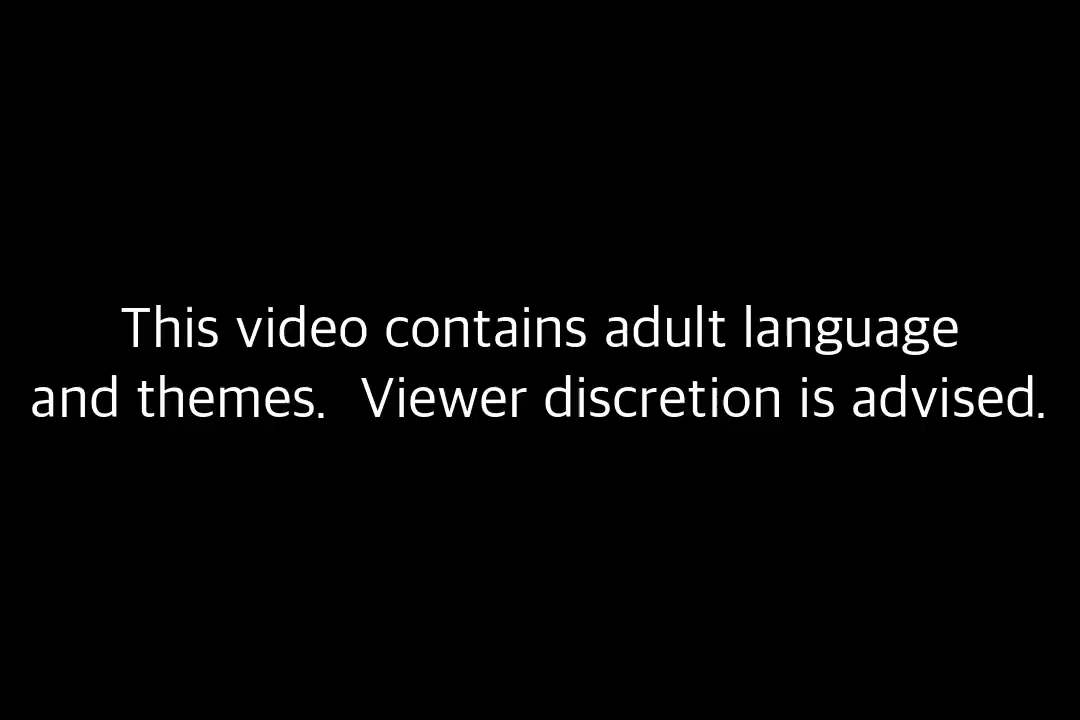 This video contains adult language
and themes.  Viewer discretion is advised.